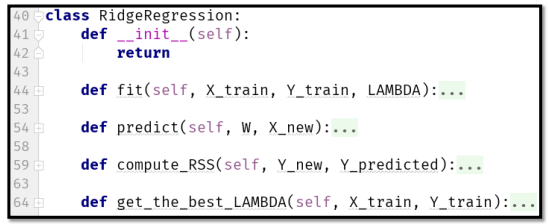 40 class RidgeRegression:
41     def __init__(self):
42         return
43
44     def fit(self, X_train, Y_train, LAMBDA):...
53
54     def predict(self, W, X_new):...
58
59     def compute_RSS(self, Y_new, Y_predicted):...
63
64     def get_the_best_LAMBDA(self, X_train, Y_train):...